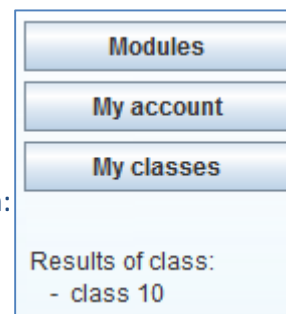 Modules
My account
My classes
:
Results of class:
- class 10